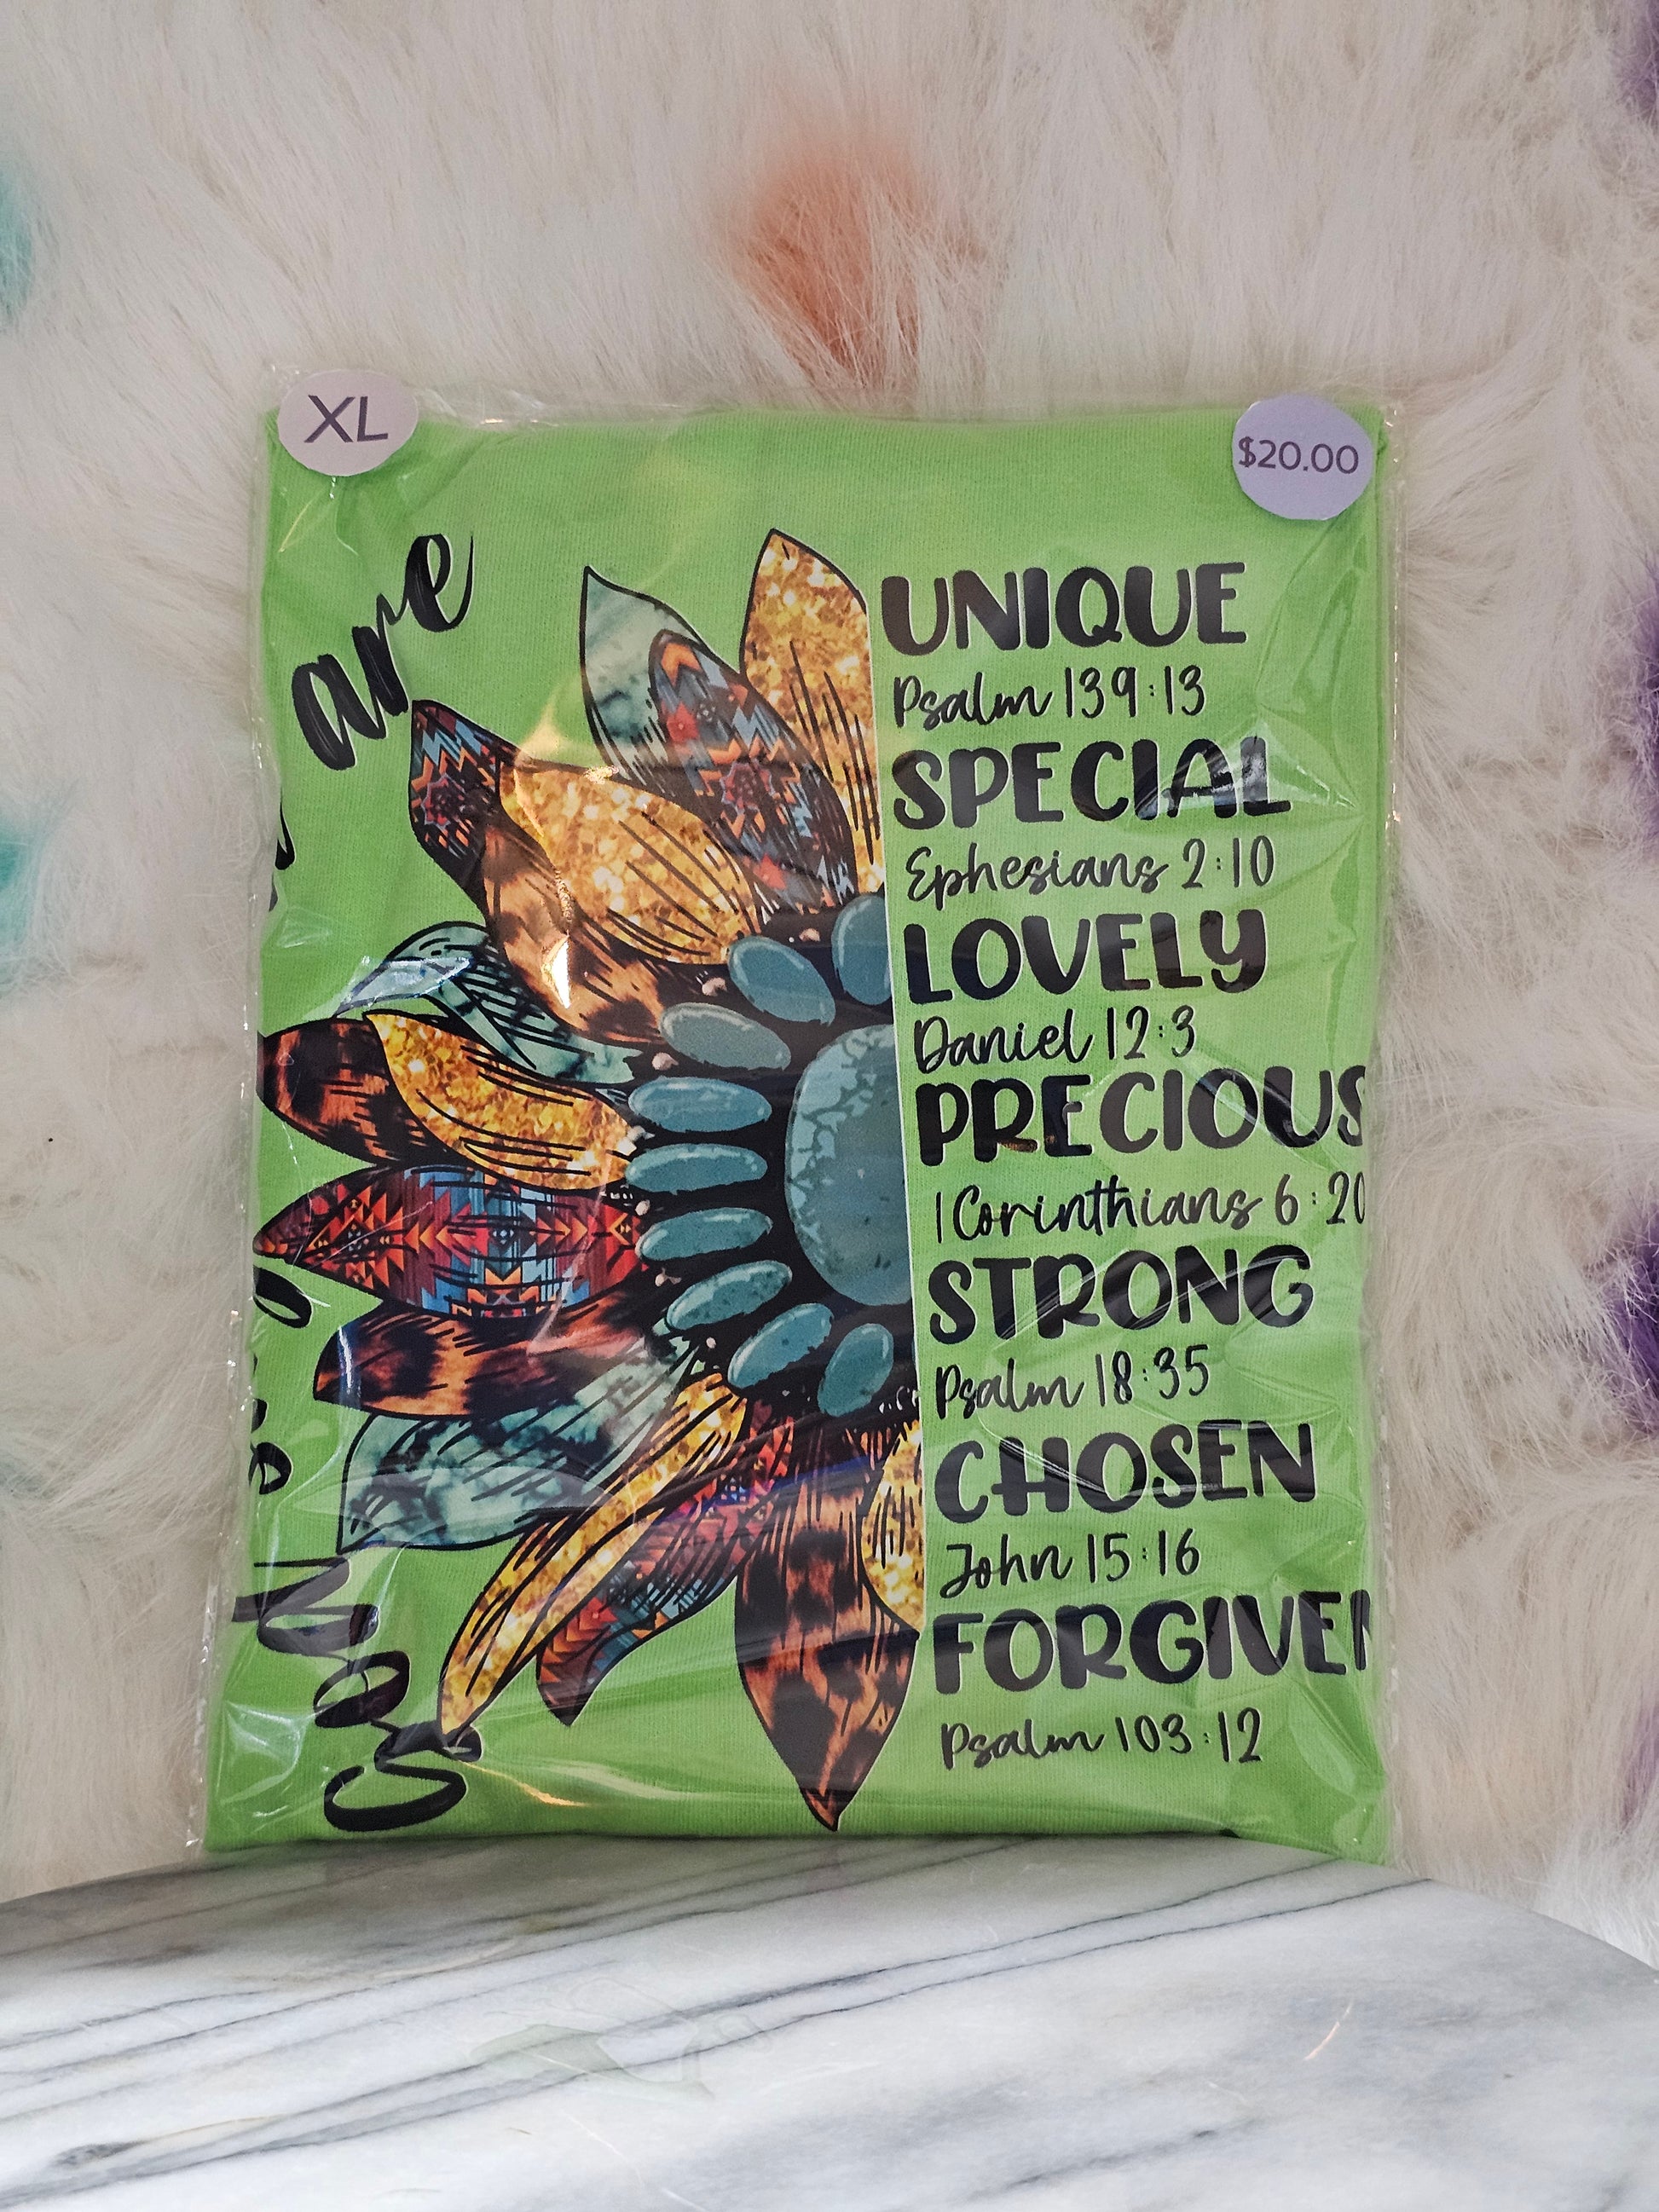 XL
$20.00
are
UNIQUE
Psalm 139:13
SPECIAL
Ephesians 2:10
LOVELY
Daniel 12:3
PRECIOUS
1 Corinthians 6:20
STRONG
Psalm 18:35
CHOSEN
John 15:16
FORGIVEN
Psalm 103:12